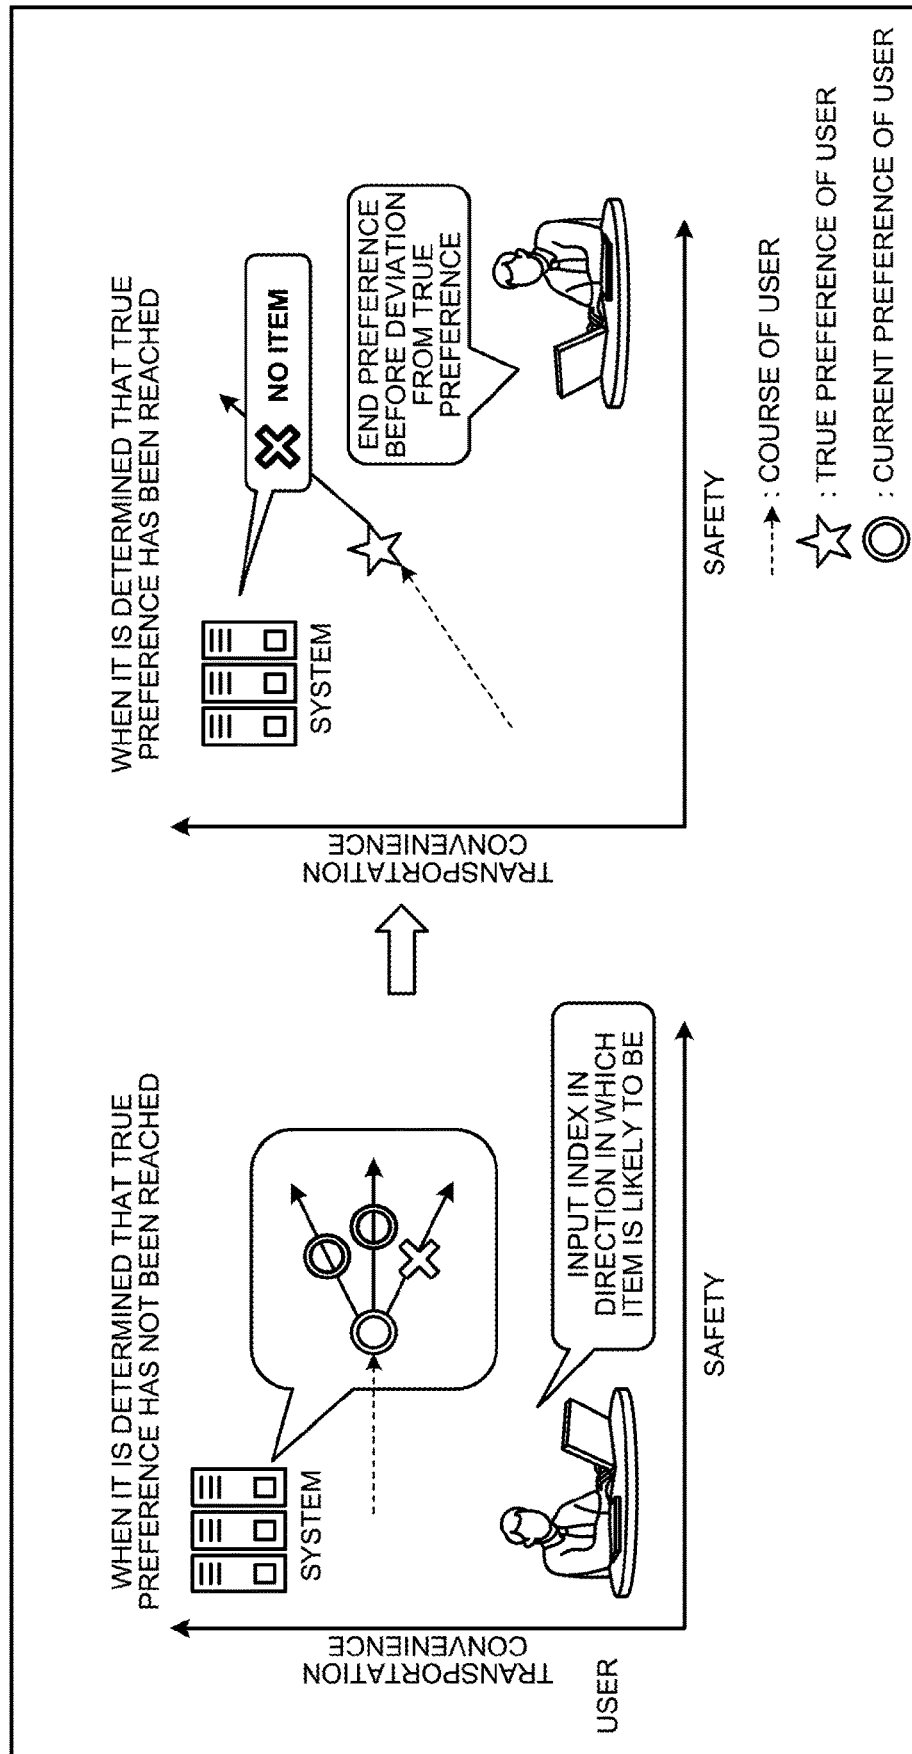 WHEN IT IS DETERMINED THAT TRUE
PREFERENCE HAS NOT BEEN REACHED
TRANSPORTATION
CONVENIENCE
SYSTEM
USER
INPUT INDEX IN
DIRECTION IN WHICH
ITEM IS LIKELY TO BE
SAFETY
WHEN IT IS DETERMINED THAT TRUE
PREFERENCE HAS BEEN REACHED
TRANSPORTATION
CONVENIENCE
SYSTEM
NO ITEM
END PREFERENCE
BEFORE DEVIATION
FROM TRUE
PREFERENCE
SAFETY
: COURSE OF USER
: TRUE PREFERENCE OF USER
: CURRENT PREFERENCE OF USER